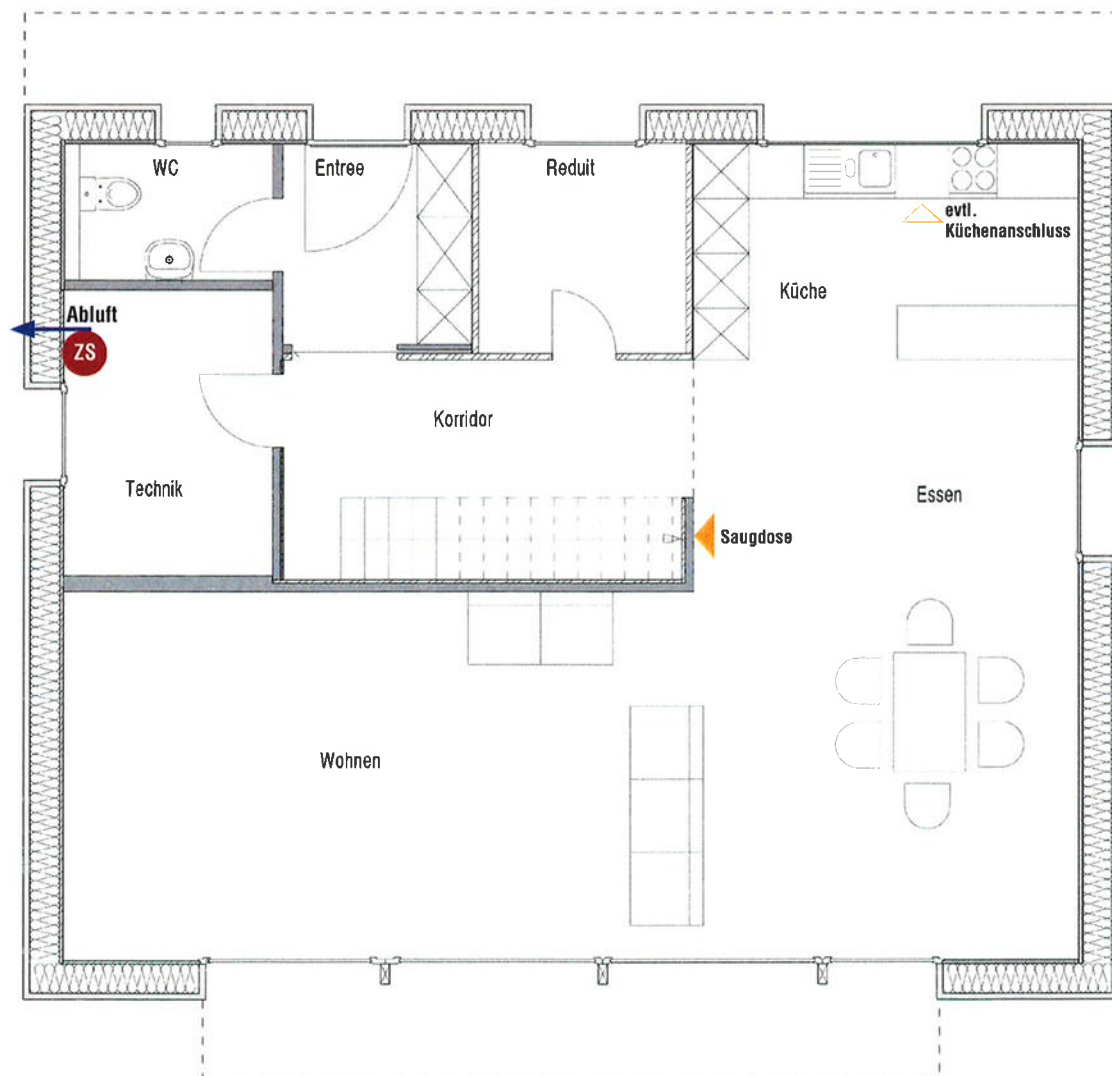 WC
Entree
Reduit
evtl.
Küchenanschluss
Küche
Abluft
ZS
Korridor
Technik
Essen
Saugdose
Wohnen